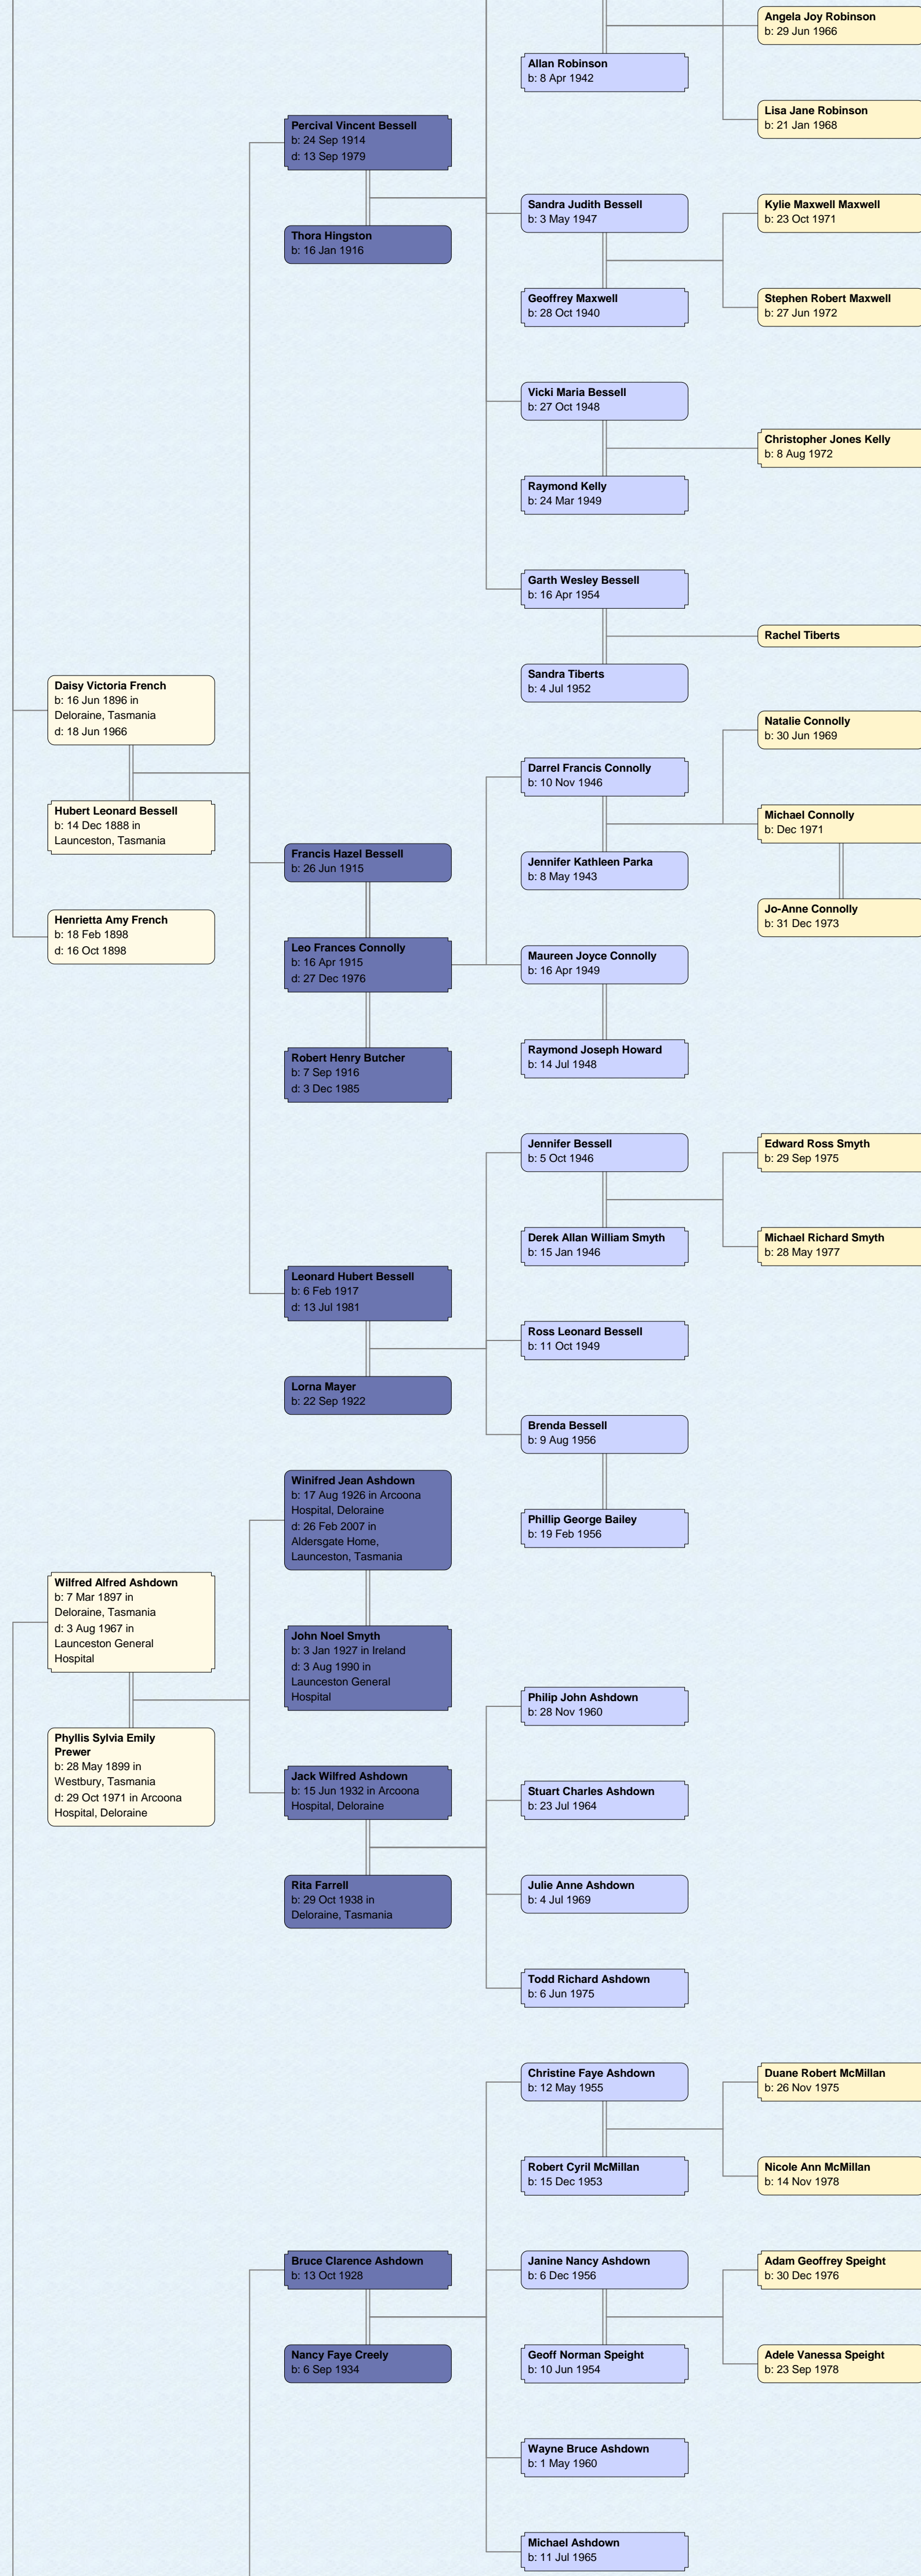 Angela Joy Robinson
b: 29 Jun 1966
Allan Robinson
b: 8 Apr 1942
Lisa Jane Robinson
b: 21 Jan 1968
Percival Vincent Bessell
b: 24 Sep 1914
d: 13 Sep 1979
Sandra Judith Bessell
b: 3 May 1947
Kylie Maxwell Maxwell
b: 23 Oct 1971
Thora Hingston
b: 16 Jan 1916
Geoffrey Maxwell
b: 28 Oct 1940
Stephen Robert Maxwell
b: 27 Jun 1972
Vicki Maria Bessell
b: 27 Oct 1948
Christopher Jones Kelly
b: 8 Aug 1972
Raymond Kelly
b: 24 Mar 1949
Garth Wesley Bessell
b: 16 Apr 1954
Rachel Tiberts
Sandra Tiberts
b: 4 Jul 1952
Daisy Victoria French
b: 16 Jun 1896 in
Deloraine, Tasmania
d: 18 Jun 1966
Natalie Connolly
b: 30 Jun 1969
Darrel Francis Connolly
b: 10 Nov 1946
Hubert Leonard Bessell
b: 14 Dec 1888 in
Launceston, Tasmania
Michael Connolly
b: Dec 1971
Francis Hazel Bessell
b: 26 Jun 1915
Jennifer Kathleen Parka
b: 8 May 1943
Henrietta Amy French
b: 18 Feb 1898
d: 16 Oct 1898
Jo-Anne Connolly
b: 31 Dec 1973
Leo Frances Connolly
b: 16 Apr 1915
d: 27 Dec 1976
Maureen Joyce Connolly
b: 16 Apr 1949
Robert Henry Butcher
b: 7 Sep 1916
d: 3 Dec 1985
Raymond Joseph Howard
b: 14 Jul 1948
Jennifer Bessell
b: 5 Oct 1946
Edward Ross Smyth
b: 29 Sep 1975
Derek Allan William Smyth
b: 15 Jan 1946
Michael Richard Smyth
b: 28 May 1977
Leonard Hubert Bessell
b: 6 Feb 1917
d: 13 Jul 1981
Ross Leonard Bessell
b: 11 Oct 1949
Lorna Mayer
b: 22 Sep 1922
Brenda Bessell
b: 9 Aug 1956
Winifred Jean Ashdown
b: 17 Aug 1926 in Arcoona
Hospital, Deloraine
d: 26 Feb 2007 in
Aldersgate Home,
Launceston, Tasmania
Phillip George Bailey
b: 19 Feb 1956
Wilfred Alfred Ashdown
b: 7 Mar 1897 in
Deloraine, Tasmania
d: 3 Aug 1967 in
Launceston General
Hospital
John Noel Smyth
b: 3 Jan 1927 in Ireland
d: 3 Aug 1990 in
Launceston General
Hospital
Philip John Ashdown
b: 28 Nov 1960
Phyllis Sylvia Emily
Prewer
b: 28 May 1899 in
Westbury, Tasmania
d: 29 Oct 1971 in Arcoona
Hospital, Deloraine
Jack Wilfred Ashdown
b: 15 Jun 1932 in Arcoona
Hospital, Deloraine
Stuart Charles Ashdown
b: 23 Jul 1964
Rita Farrell
b: 29 Oct 1938 in
Deloraine, Tasmania
Julie Anne Ashdown
b: 4 Jul 1969
Todd Richard Ashdown
b: 6 Jun 1975
Christine Faye Ashdown
b: 12 May 1955
Duane Robert McMillan
b: 26 Nov 1975
Robert Cyril McMillan
b: 15 Dec 1953
Nicole Ann McMillan
b: 14 Nov 1978
Bruce Clarence Ashdown
b: 13 Oct 1928
Janine Nancy Ashdown
b: 6 Dec 1956
Adam Geoffrey Speight
b: 30 Dec 1976
Nancy Faye Creely
b: 6 Sep 1934
Geoff Norman Speight
b: 10 Jun 1954
Adele Vanessa Speight
b: 23 Sep 1978
Wayne Bruce Ashdown
b: 1 May 1960
Michael Ashdown
b: 11 Jul 1965